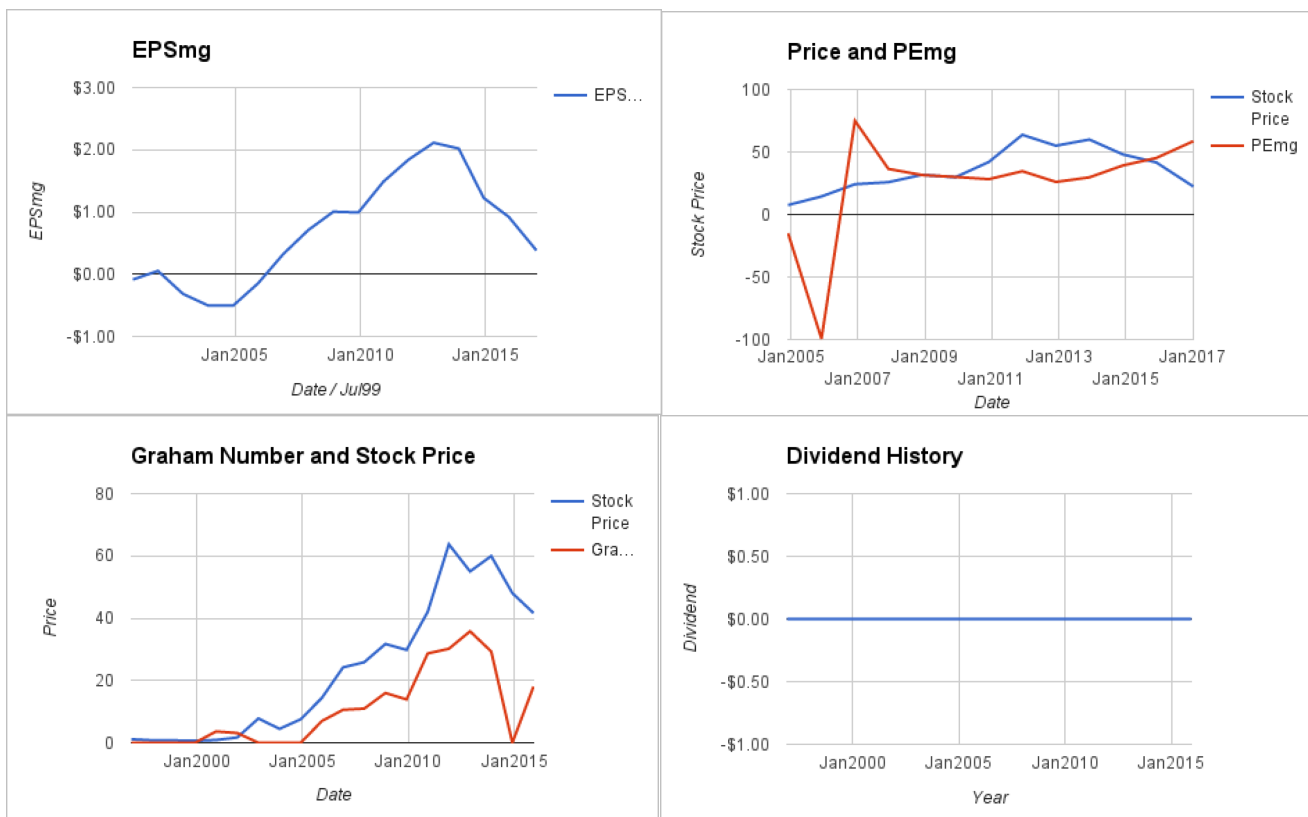 EPSmg
$3.00
$2.00
$1.00
$0.00
-$1.00
EPSmg
Jan2005
Jan2010
Jan2015
Date / Jul99
EPS…
Price and PEmg
100
50
0
-50
-100
Stock Price
Jan2005
Jan2009
Jan2013
Jan2017
Jan2007
Jan2011
Jan2015
Date
Stock
Price
PEmg
Graham Number and Stock Price
80
60
40
20
0
Price
Jan2000
Jan2005
Jan2010
Jan2015
Date
Stock
Price
Gra…
Dividend History
$1.00
$0.50
$0.00
-$0.50
-$1.00
Dividend
Jan2000
Jan2005
Jan2010
Jan2015
Year